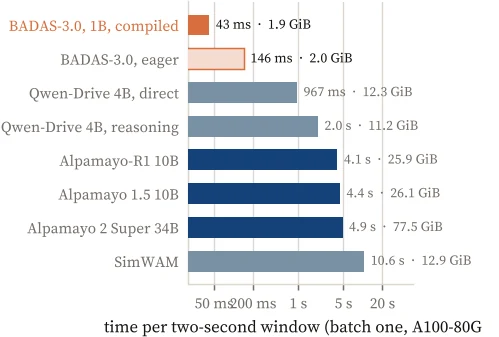 BADAS-3.0, 1B, compiled 43 ms · 1.9 GiB
BADAS-3.0, eager 146 ms · 2.0 GiB
Qwen-Drive 4B, direct 967 ms · 12.3 GiB
Qwen-Drive 4B, reasoning 2.0 s · 11.2 GiB
Alpamayo-R1 10B 4.1 s · 25.9 GiB
Alpamayo 1.5 10B 4.4 s · 26.1 GiB
Alpamayo 2 Super 34B 4.9 s · 77.5 GiB
SimWAM 10.6 s · 12.9 GiB
50 ms 200 ms 1 s 5 s 20 s
time per two-second window (batch one, A100-80G